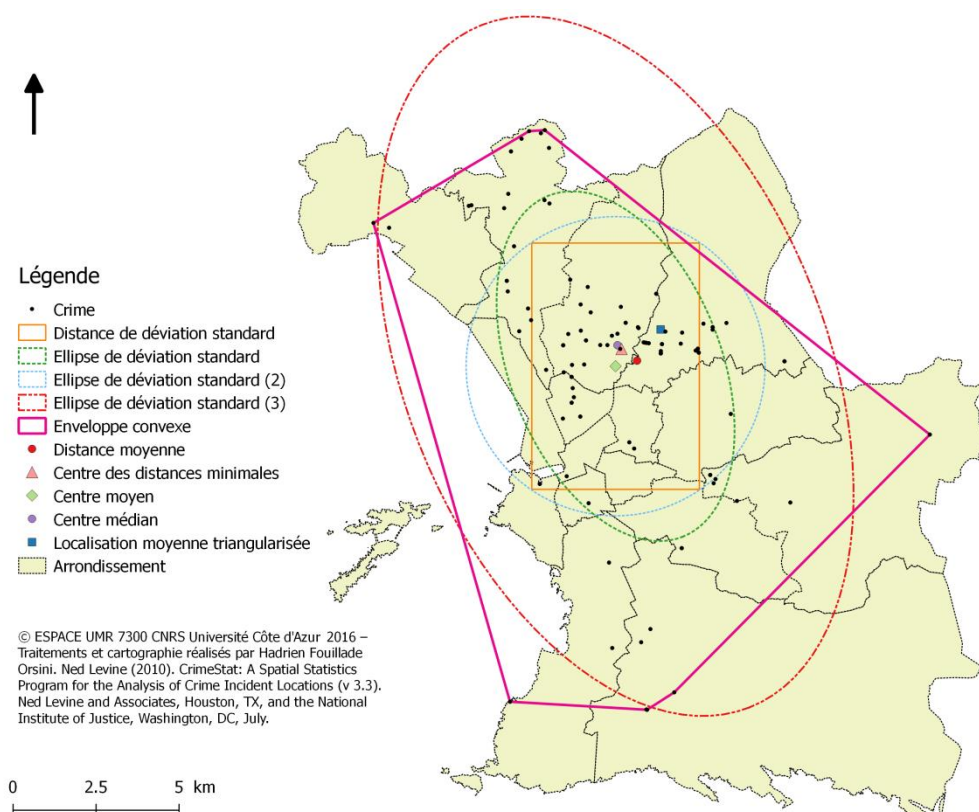 Légende
Crime
Distance de déviation standard
Ellipse de déviation standard
Ellipse de déviation standard (2)
Ellipse de déviation standard (3)
Enveloppe convexe
Distance moyenne
Centre des distances minimales
Centre moyen
Centre médian
Localisation moyenne triangularisée
Arrondissement
© ESPACE UMR 7300 CNRS Université Côte d'Azur 2016 –
Traitements et cartographie réalisés par Hadrien Fouillade
Orsini. Ned Levine (2010). CrimeStat: A Spatial Statistics
Program for the Analysis of Crime Incident Locations (v 3.3).
Ned Levine and Associates, Houston, TX, and the National
Institute of Justice, Washington, DC, July.
0 2.5 5 km